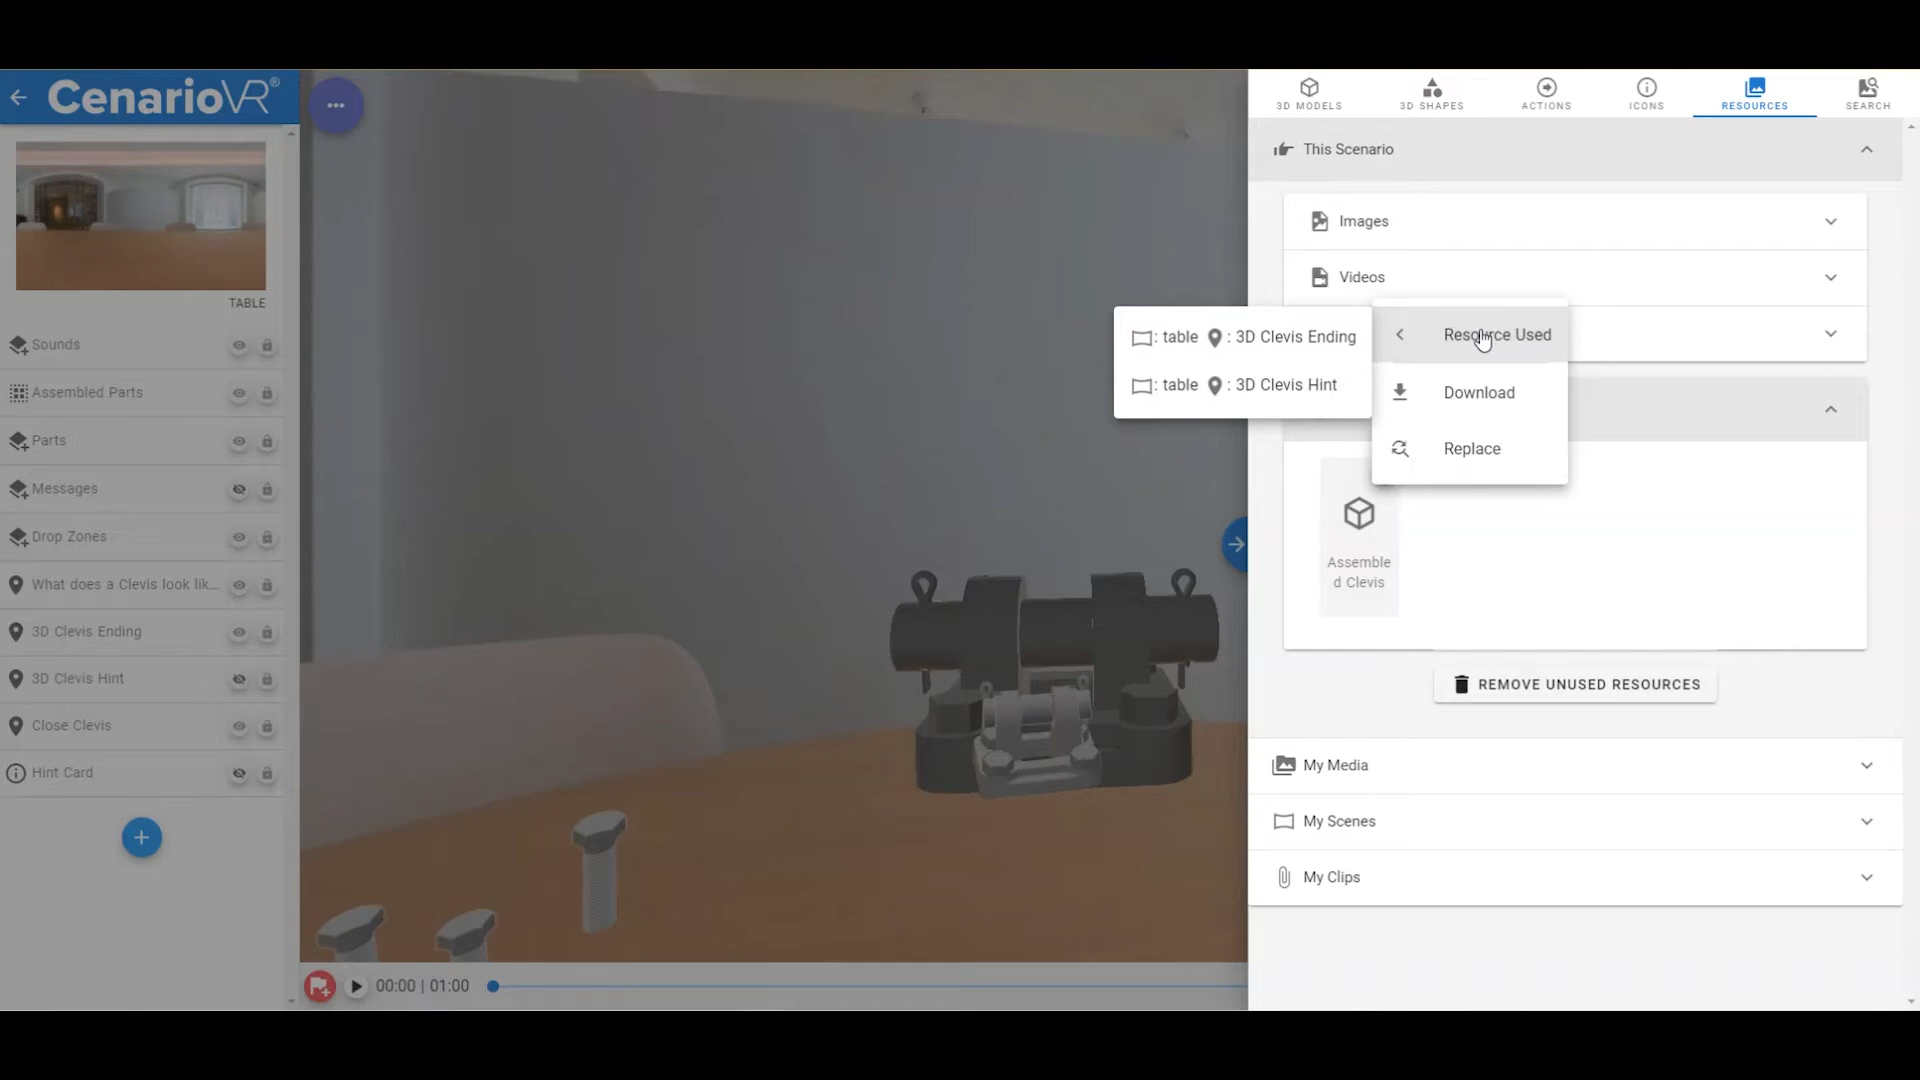 CenarioVR®
TABLE
Sounds
Assembled Parts
Parts
Messages
Drop Zones
What does a Clevis look lik...
3D Clevis Ending
3D Clevis Hint
Close Clevis
Hint Card
00:00 | 01:00
3D MODELS
3D SHAPES
ACTIONS
ICONS
RESOURCES
SEARCH
This Scenario
Images
Videos
: table : 3D Clevis Ending
: table : 3D Clevis Hint
Resource Used
Download
Replace
Assemble
d Clevis
REMOVE UNUSED RESOURCES
My Media
My Scenes
My Clips